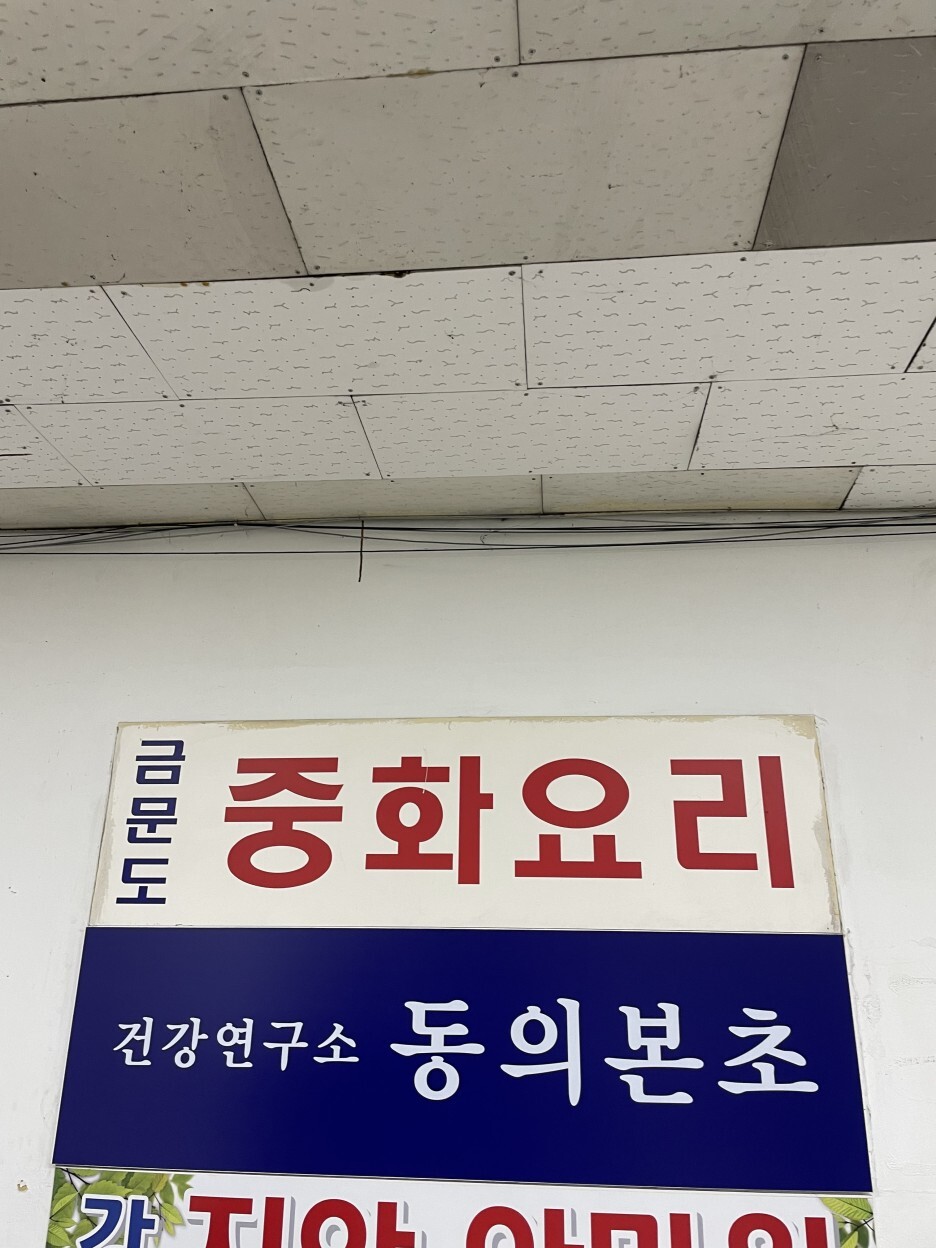 금문도 중화요리
건강연구소 동의본초